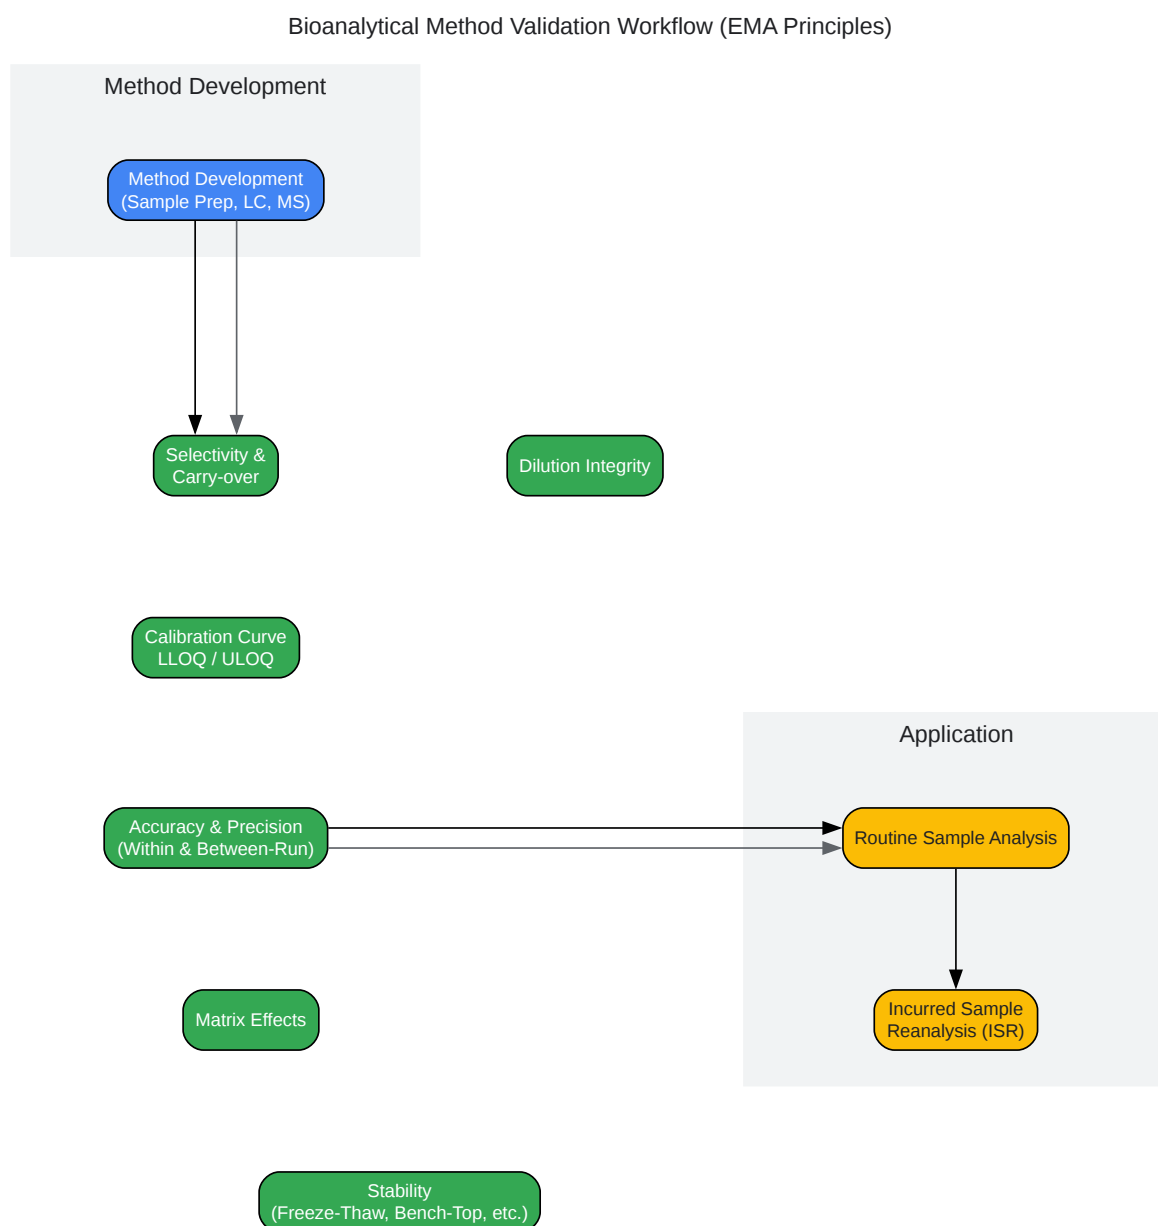 Bioanalytical Method Validation Workflow (EMA Principles)
Method Development
Method Development
(Sample Prep, LC, MS)
Selectivity &
Carry-over
Dilution Integrity
Calibration Curve
LLOQ / ULOQ
Application
Accuracy & Precision
(Within & Between-Run)
Routine Sample Analysis
Matrix Effects
Incurred Sample
Reanalysis (ISR)
Stability
(Freeze-Thaw, Bench-Top, etc.)